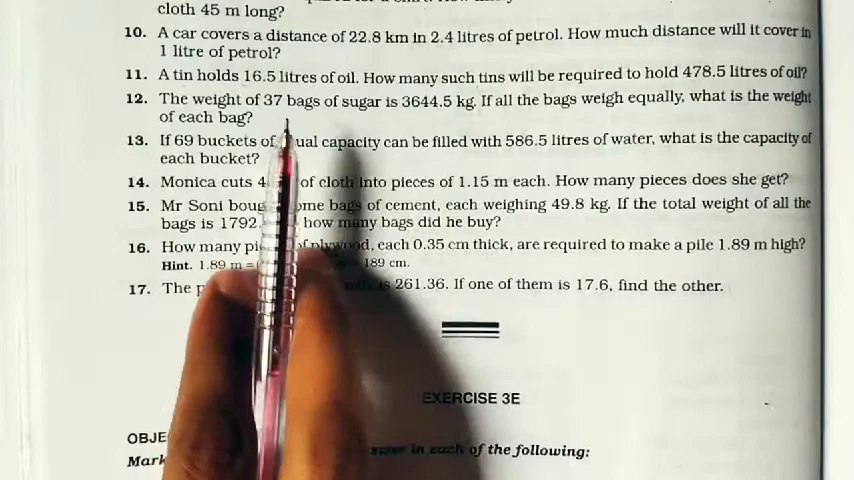 cloth 45 m long?
10. A car covers a distance of 22.8 km in 2.4 litres of petrol. How much distance will it cover in
1 litre of petrol?
11. A tin holds 16.5 litres of oil. How many such tins will be required to hold 478.5 litres of oil?
12. The weight of 37 bags of sugar is 3644.5 kg. If all the bags weigh equally, what is the weight
of each bag?
13. If 69 buckets of ual capacity can be filled with 586.5 litres of water, what is the capacity of
each bucket?
14. Monica cuts 4 of cloth into pieces of 1.15 m each. How many pieces does she get?
15. Mr Soni boug ome bags of cement, each weighing 49.8 kg. If the total weight of all the
bags is 1792. how many bags did he buy?
16. How many pi of plywood, each 0.35 cm thick, are required to make a pile 1.89 m high?
Hint. 1.89 m = 189 cm.
17. The p is 261.36. If one of them is 17.6, find the other.
EXERCISE 3E
OBJE
Mark in each of the following: